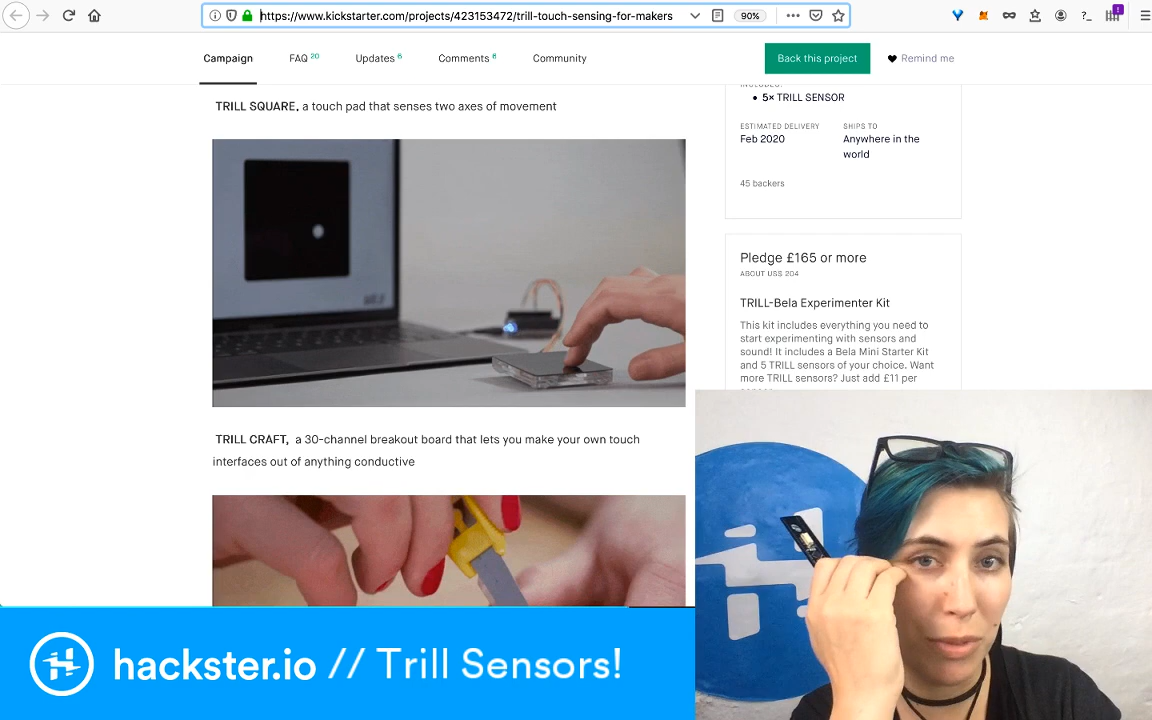 https://www.kickstarter.com/projects/423153472/trill-touch-sensing-for-makers
90%
Campaign
FAQ 20
Updates 6
Comments 6
Community
Back this project
Remind me
TRILL SQUARE, a touch pad that senses two axes of movement
TRILL CRAFT, a 30-channel breakout board that lets you make your own touch
interfaces out of anything conductive
INCLUDES:
• 5× TRILL SENSOR
ESTIMATED DELIVERY
Feb 2020
SHIPS TO
Anywhere in the
world
45 backers
Pledge £165 or more
ABOUT US$ 204
TRILL-Bela Experimenter Kit
This kit includes everything you need to
start experimenting with sensors and
sound! It includes a Bela Mini Starter Kit
and 5 TRILL sensors of your choice. Want
more TRILL sensors? Just add £11 per
hackster.io // Trill Sensors!